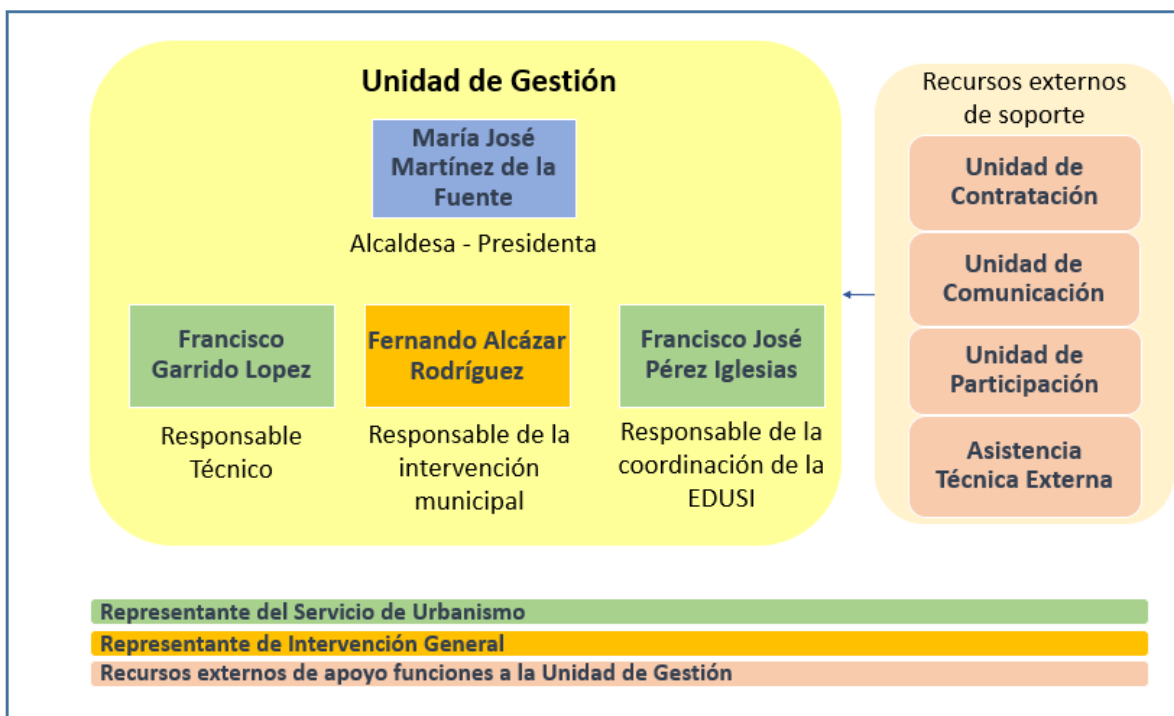 Unidad de Gestión
María José
Martínez de la
Fuente
Alcaldesa - Presidenta
Francisco
Garrido Lopez
Responsable
Técnico
Fernando Alcázar
Rodríguez
Responsable de la
intervención
municipal
Francisco José
Pérez Iglesias
Responsable de la
coordinación de la
EDUSI
Recursos externos
de soporte
Unidad de
Contratación
Unidad de
Comunicación
Unidad de
Participación
Asistencia
Técnica Externa
Representante del Servicio de Urbanismo
Representante de Intervención General
Recursos externos de apoyo funciones a la Unidad de Gestión